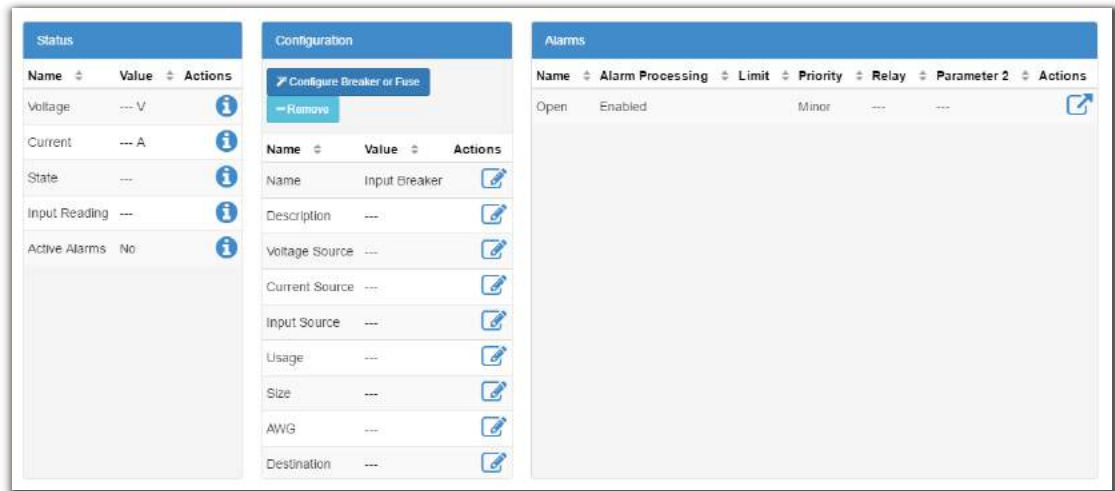 Status
Name Value Actions
Voltage --- V
Current --- A
State ---
Input Reading ---
Active Alarms No
Configuration
Configure Breaker or Fuse
Remove
Name Value Actions
Name Input Breaker
Description ---
Voltage Source ---
Current Source ---
Input Source ---
Usage ---
Size ---
AWG ---
Destination ---
Alarms
Name Alarm Processing Limit Priority Relay Parameter 2 Actions
Open Enabled Minor --- ---